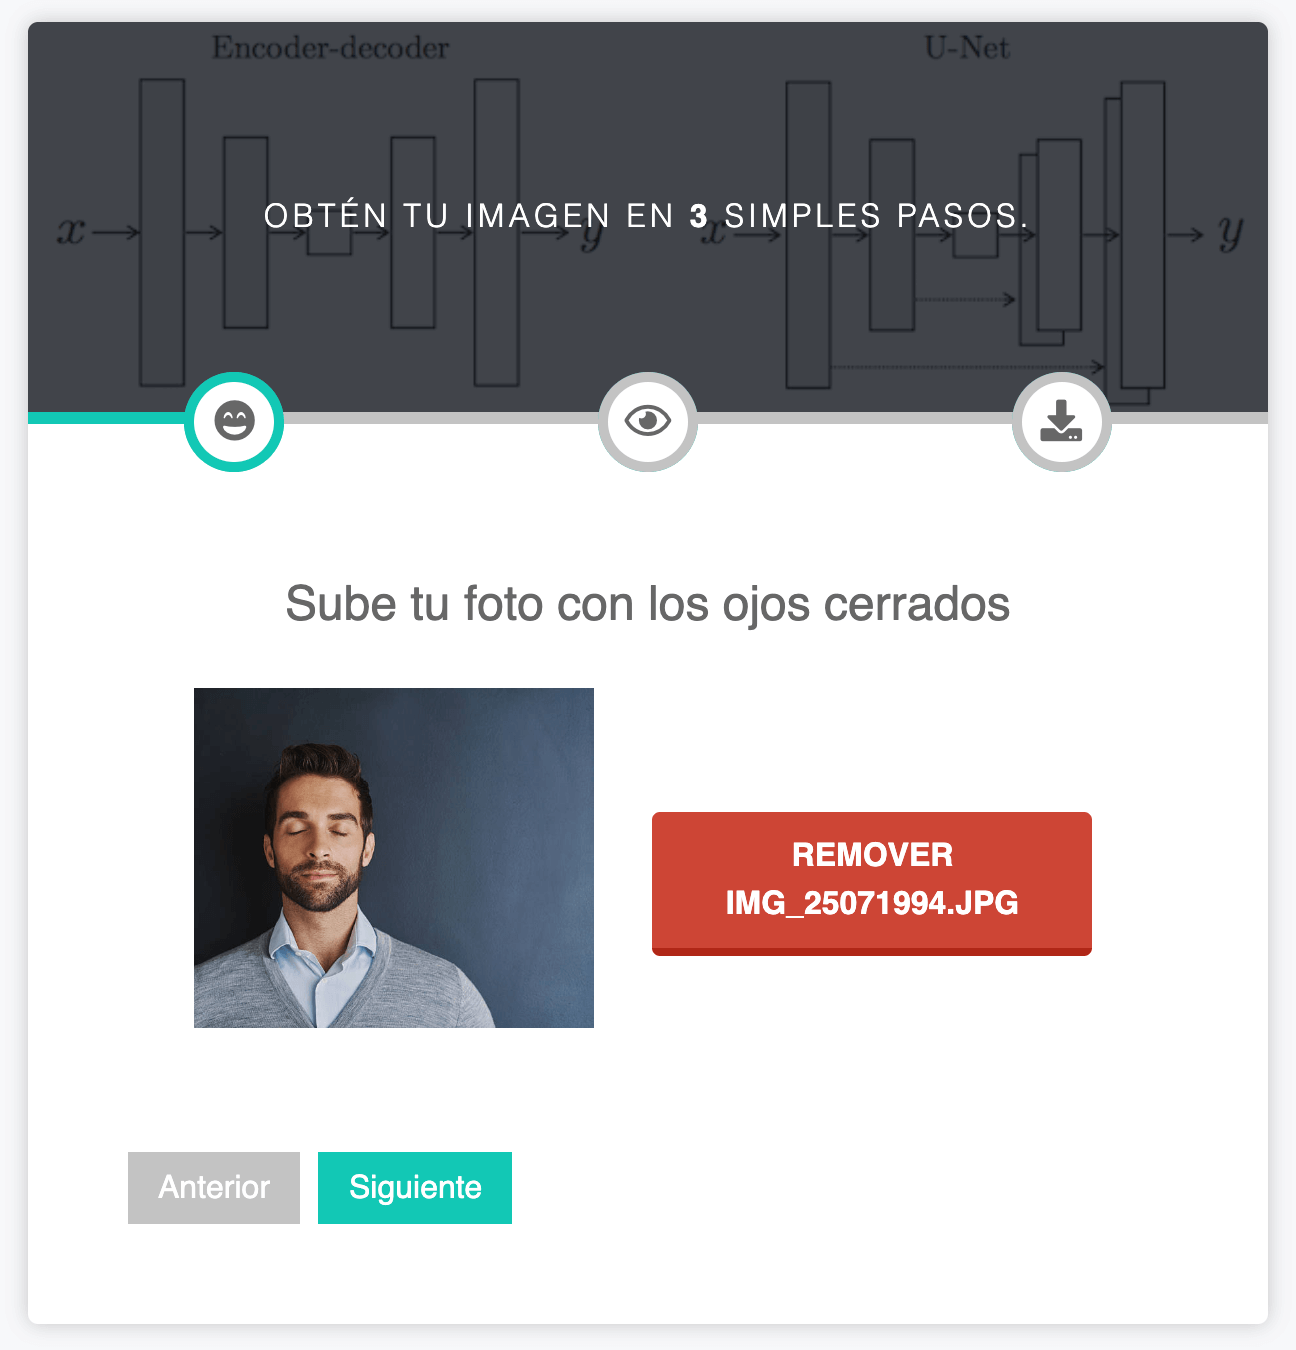 Encoder-decoder
U-Net
x
y
x
y
OBTÉN TU IMAGEN EN 3 SIMPLES PASOS.
Sube tu foto con los ojos cerrados
REMOVER
IMG_25071994.JPG
Anterior
Siguiente